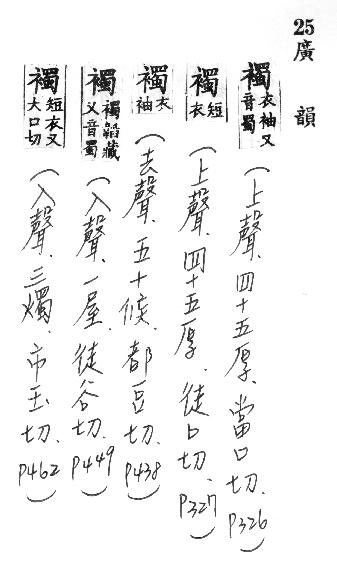 25 廣韻
襡衣袖又音蜀(上聲.四十五厚.當口切.P326)
襡短衣(上聲.四十五厚.徒口切.P327)
襡衣袖(去聲.五十候.都豆切.P438)
襡襡韜藏又音蜀(入聲.一屋.徒谷切.P449)
襡短衣又大口切(入聲.三燭.市玉切.P462)